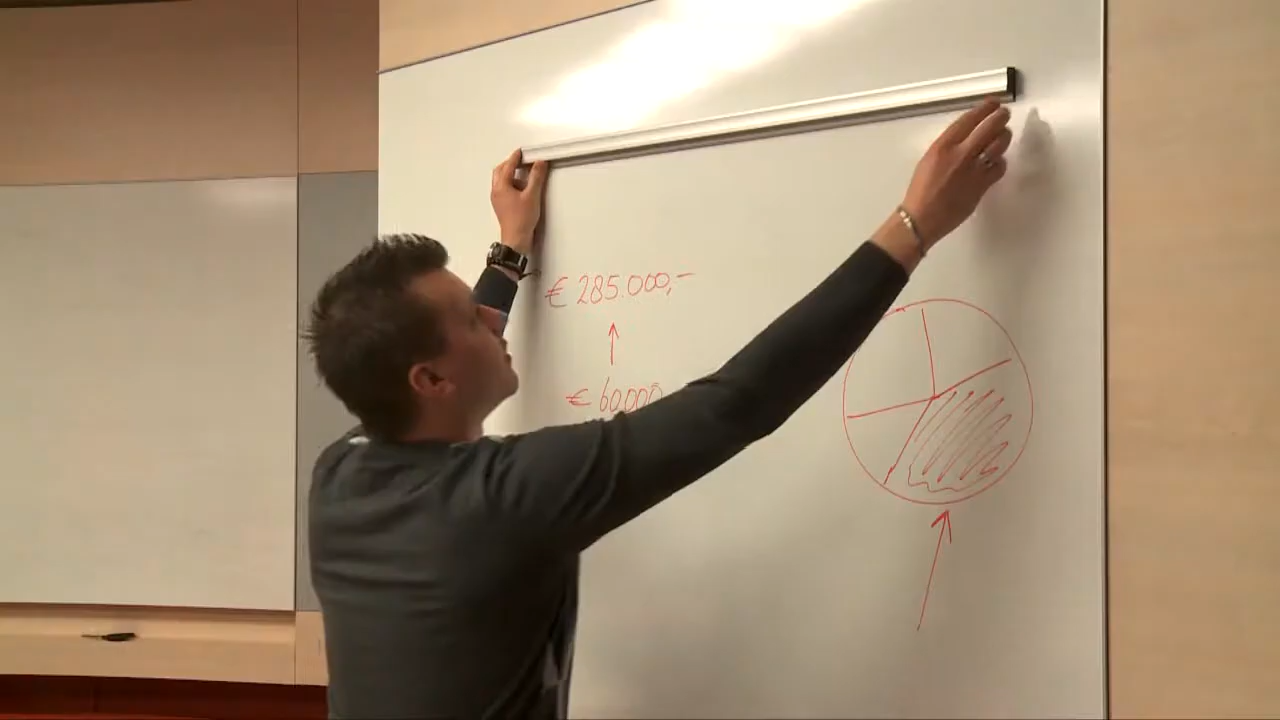 € 285.000,-
€ 60.000